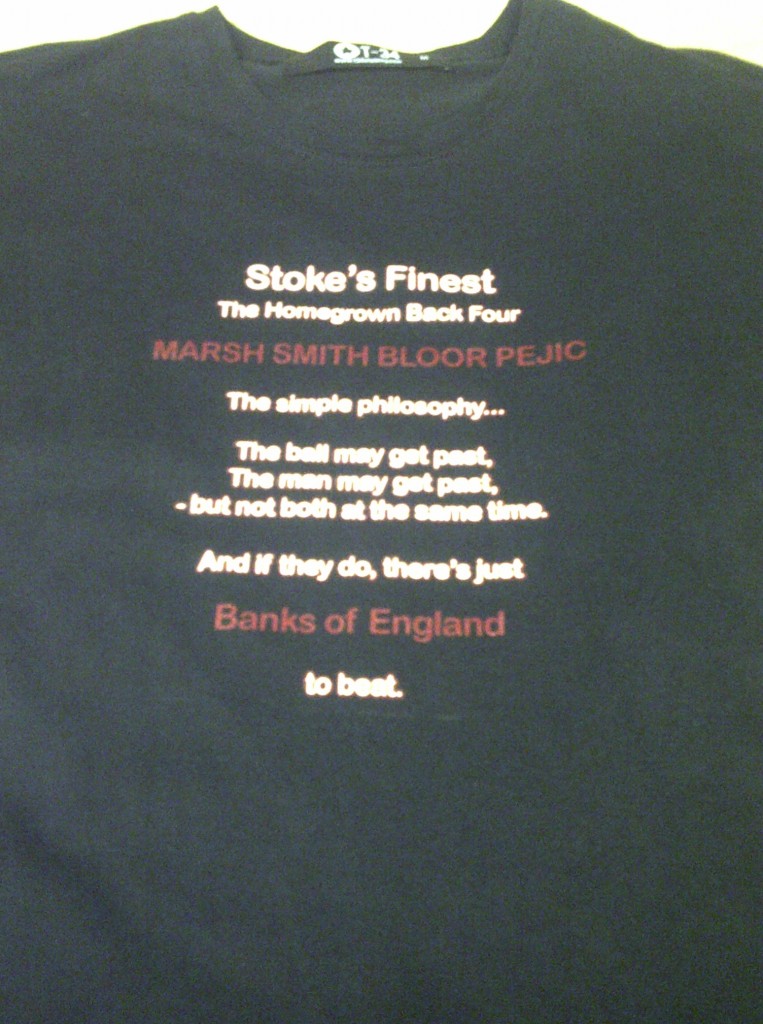 T-34
Stoke's Finest
The Homegrown Back Four
MARSH SMITH BLOOR PEJIC
The simple philosophy...
The ball may get past,
The man may get past,
- but not both at the same time.
And if they do, there's just
Banks of England
to beat.